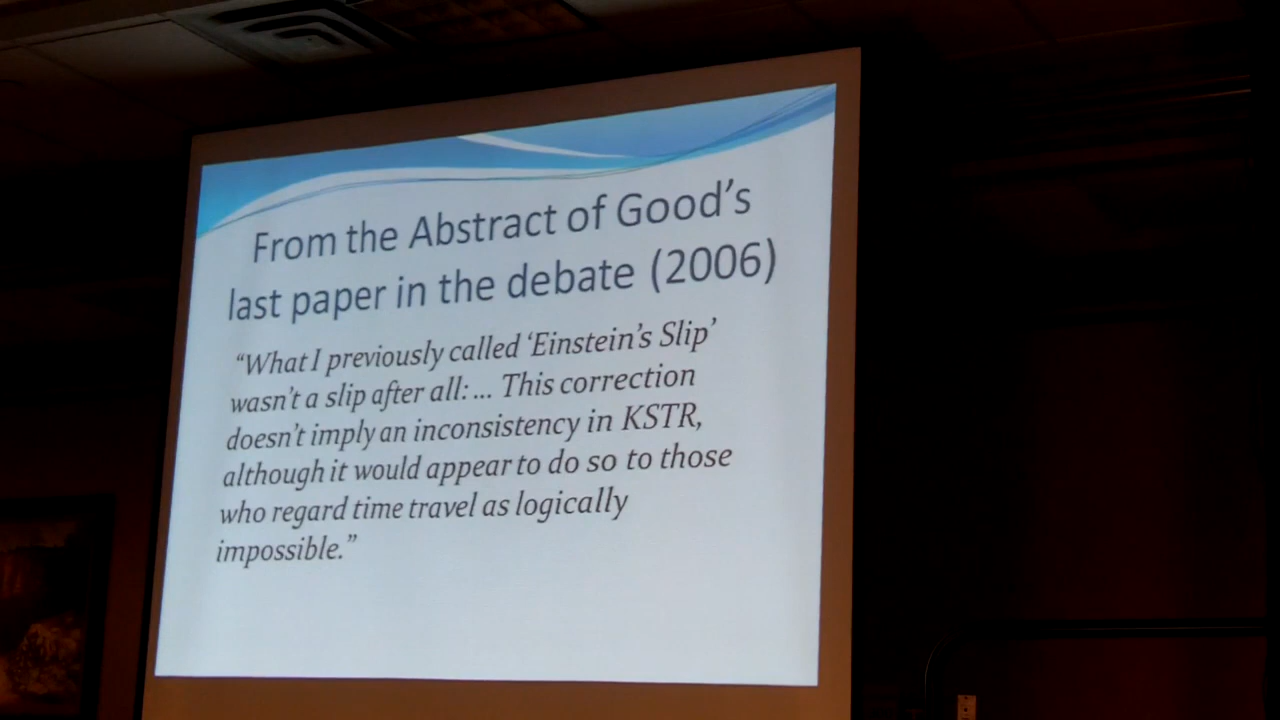 From the Abstract of Good's
last paper in the debate (2006)
“What I previously called ‘Einstein’s Slip’
wasn’t a slip after all: ... This correction
doesn’t imply an inconsistency in KSTR,
although it would appear to do so to those
who regard time travel as logically
impossible.”